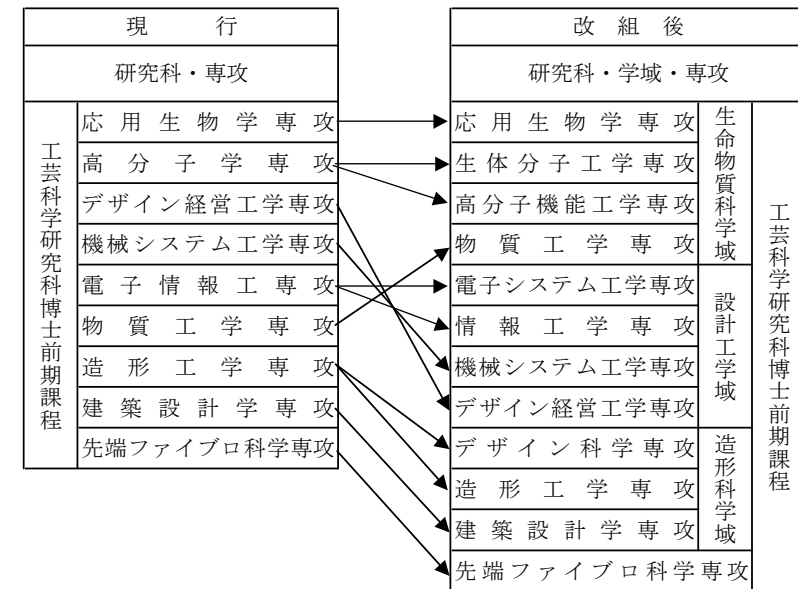 現行
研究科・専攻
工芸科学研究科博士前期課程
応用生物学専攻
高分子学専攻
デザイン経営工学専攻
機械システム工学専攻
電子情報工専攻
物質工学専攻
造形工学専攻
建築設計学専攻
先端ファイブロ科学専攻
改組後
研究科・学域・専攻
応用生物学専攻
生体分子工学専攻
高分子機能工学専攻
物質工学専攻
生命物質科学域
電子システム工学専攻
情報工学専攻
機械システム工学専攻
デザイン経営工学専攻
設計工学域
デザイン科学専攻
造形工学専攻
建築設計学専攻
造形科学域
先端ファイブロ科学専攻
工芸科学研究科博士前期課程